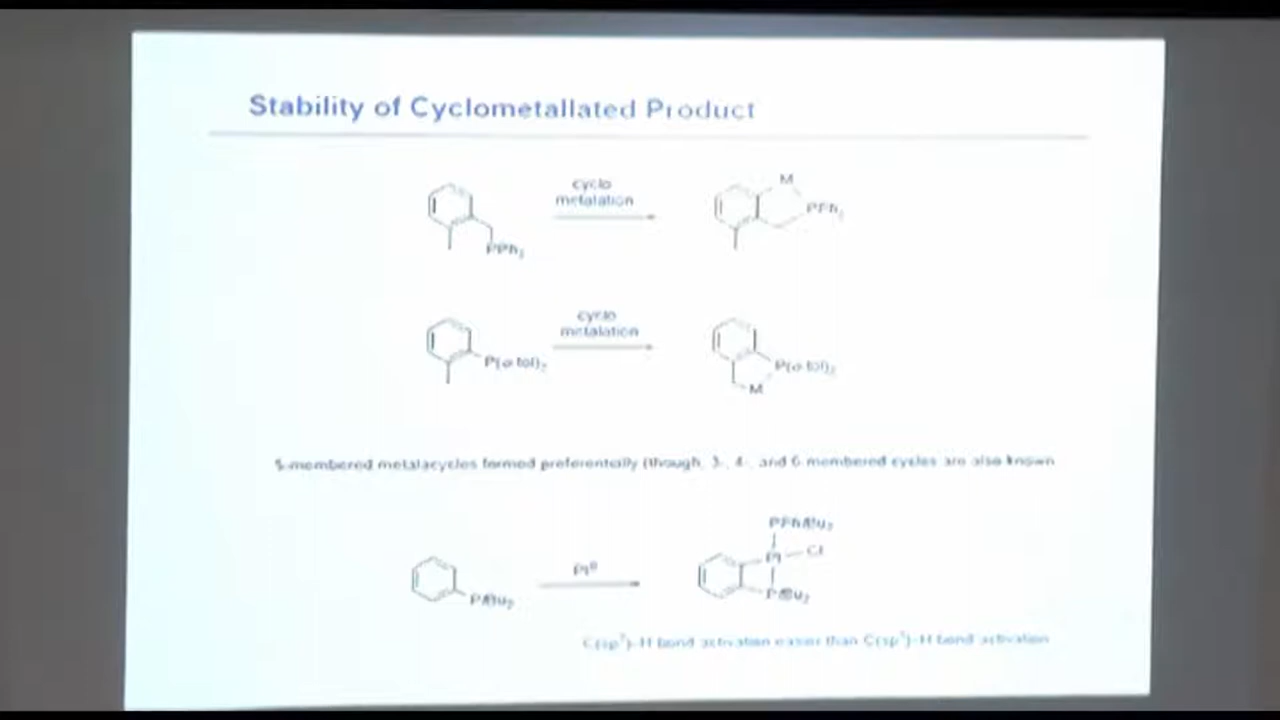 Stability of Cyclometallated Product
cyclo
metalation
M
PPh2
PPh2
cyclo
metalation
P(o-tol)2
P(o-tol)2
M
5-membered metalacycles formed preferentially (though, 3-, 4-, and 6-membered cycles are also known
Cl
C(sp2)-H bond activation easier than C(sp3)-H bond activation